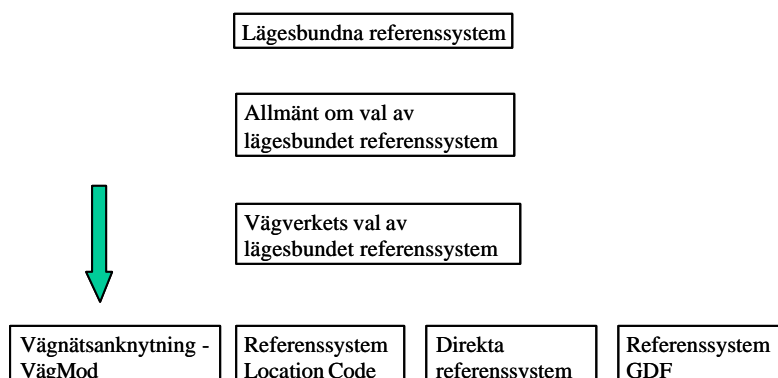 Lägesbundna referenssystem
Allmänt om val av
lägesbundet referenssystem
Vägverkets val av
lägesbundet referenssystem
Vägnätsanknytning -
VägMod
Referenssystem
Location Code
Direkta
referenssystem
Referenssystem
GDF